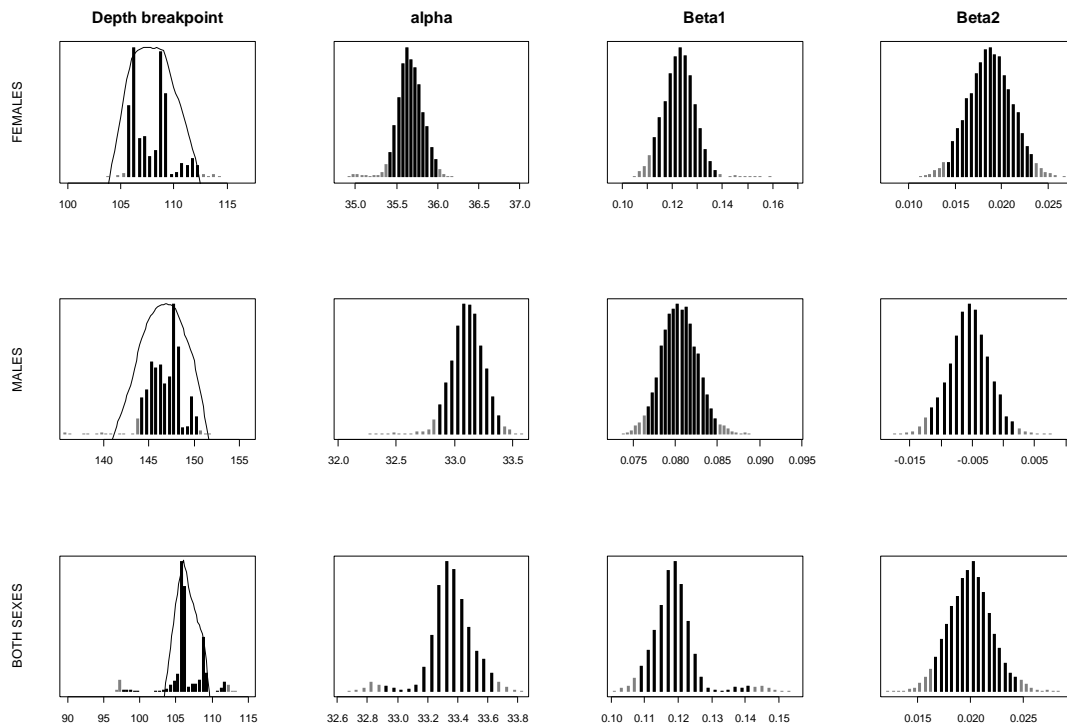 Depth breakpoint alpha Beta1 Beta2
FEMALES
100 105 110 115 35.0 35.5 36.0 36.5 37.0 0.10 0.12 0.14 0.16 0.010 0.015 0.020 0.025
MALES
140 145 150 155 32.0 32.5 33.0 33.5 0.075 0.080 0.085 0.090 0.095 -0.015 -0.005 0.005
BOTH SEXES
90 95 100 105 110 115 32.6 32.8 33.0 33.2 33.4 33.6 33.8 0.10 0.11 0.12 0.13 0.14 0.15 0.015 0.020 0.025